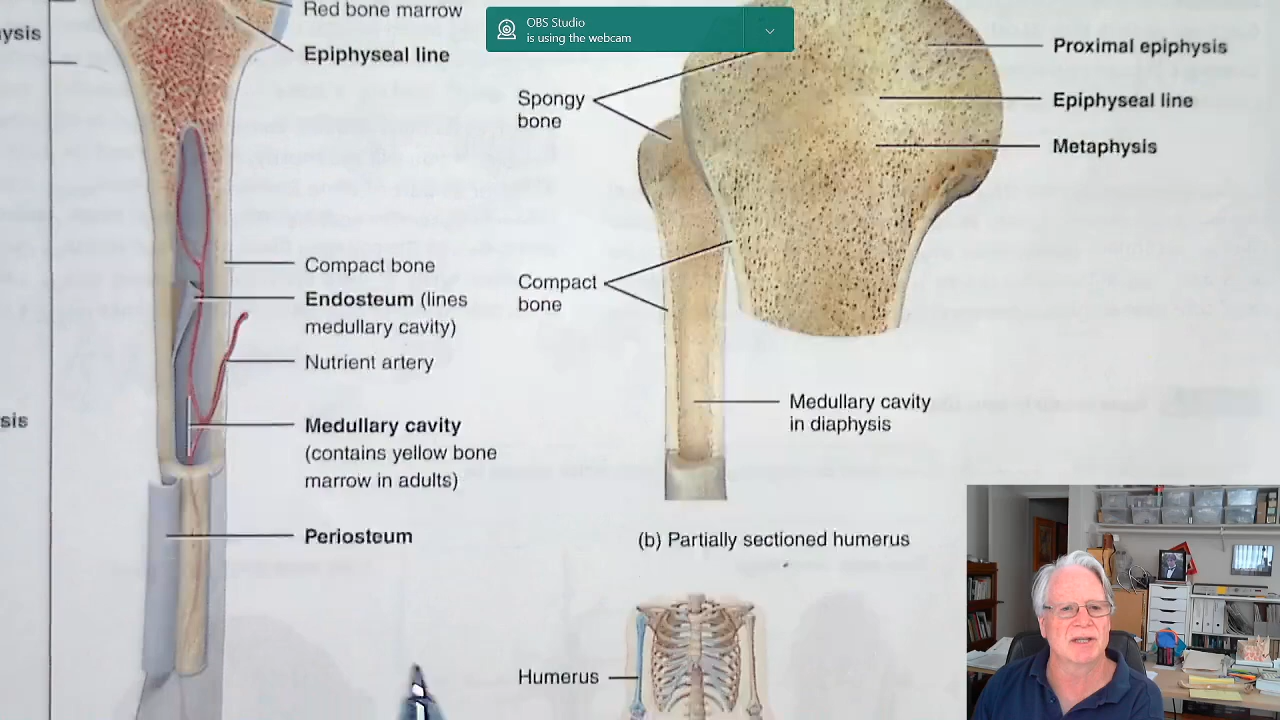 OBS Studio
is using the webcam
Red bone marrow
Epiphyseal line
ysis
Compact bone
Endosteum (lines
medullary cavity)
Nutrient artery
Medullary cavity
(contains yellow bone
marrow in adults)
sis
Periosteum
Spongy
bone
Compact
bone
Proximal epiphysis
Epiphyseal line
Metaphysis
Medullary cavity
in diaphysis
(b) Partially sectioned humerus
Humerus